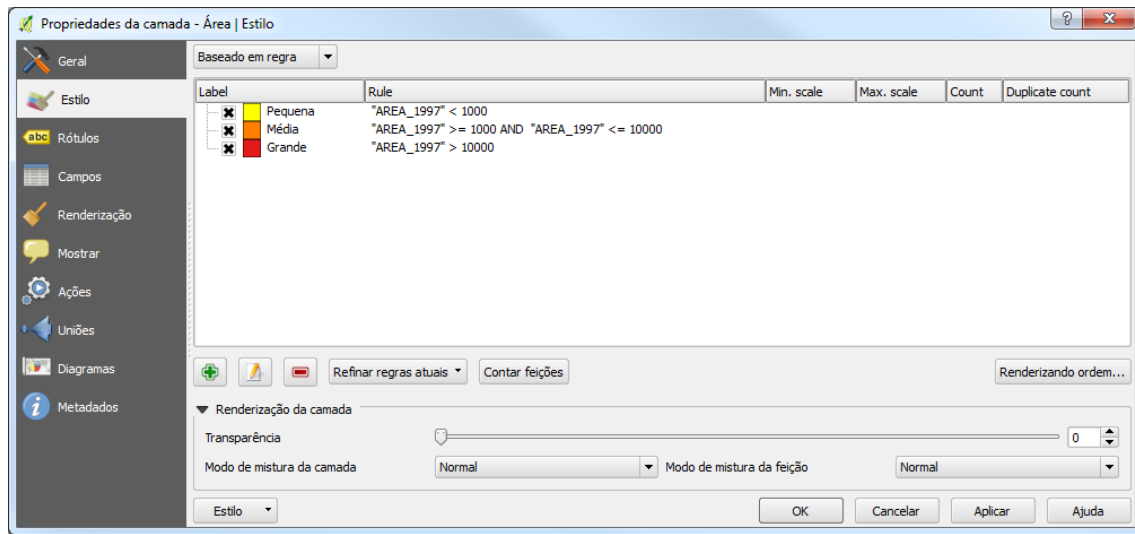 Propriedades da camada - Área | Estilo
Geral
Estilo
abc Rótulos
Campos
Renderização
Mostrar
Ações
Uniões
Diagramas
Metadados
Baseado em regra
Label Rule Min. scale Max. scale Count Duplicate count
Pequena "AREA_1997" < 1000
Média "AREA_1997" >= 1000 AND "AREA_1997" <= 10000
Grande "AREA_1997" > 10000
Refinar regras atuais Contar feições Renderizando ordem...
Renderização da camada
Transparência 0
Modo de mistura da camada Normal Modo de mistura da feição Normal
Estilo OK Cancelar Aplicar Ajuda